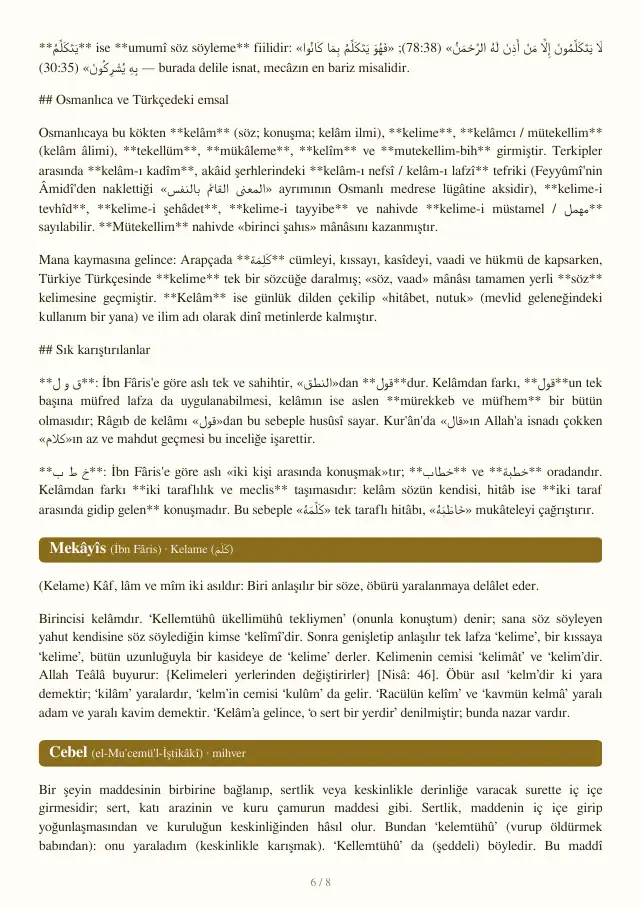 **يَتَكَلَّمُ** ise **umumî söz söyleme** fiilidir: «لَا يَتَكَلَّمُونَ إِلَّا مَنْ أَذِنَ لَهُ الرَّحْمَنُ» (78:38); «فَهُوَ يَتَكَلَّمُ بِمَا كَانُوا
بِهِ يُشْرِكُونَ» (30:35) — burada delile isnat, mecâzın en bariz misalidir.
## Osmanlıca ve Türkçedeki emsal
Osmanlıcaya bu kökten **kelâm** (söz; konuşma; kelâm ilmi), **kelime**, **kelâmcı / mütekellim**
(kelâm âlimi), **tekellüm**, **mükâleme**, **kelîm** ve **mutekellim-bih** girmiştir. Terkipler
arasında **kelâm-ı kadîm**, akâid şerhlerindeki **kelâm-ı nefsî / kelâm-ı lafzî** tefriki (Feyyûmî'nin
Âmidî'den naklettiği «المعنى القائم بالنفس» ayrımının Osmanlı medrese lügâtine aksidir), **kelime-i
tevhîd**, **kelime-i şehâdet**, **kelime-i tayyibe** ve nahivde **kelime-i müstamel / مهمل**
sayılabilir. **Mütekellim** nahivde «birinci şahıs» mânâsını kazanmıştır.
Mana kaymasına gelince: Arapçada **كَلِمَة** cümleyi, kıssayı, kasîdeyi, vaadi ve hükmü de kapsarken,
Türkiye Türkçesinde **kelime** tek bir sözcüğe daralmış; «söz, vaad» mânâsı tamamen yerli **söz**
kelimesine geçmiştir. **Kelâm** ise günlük dilden çekilip «hitâbet, nutuk» (mevlid geleneğindeki
kullanım bir yana) ve ilim adı olarak dinî metinlerde kalmıştır.
## Sık karıştırılanlar
**ق و ل**: İbn Fâris'e göre aslı tek ve sahihtir, «النطق»dan **قول**dur. Kelâmdan farkı, **قول**un tek
başına müfred lafza da uygulanabilmesi, kelâmın ise aslen **mürekkeb ve müfhem** bir bütün
olmasıdır; Râgıb de kelâmı «قول»dan bu sebeple husûsî sayar. Kur'ân'da «قال»ın Allah'a isnadı çokken
«كلام»ın az ve mahdut geçmesi bu inceliğe işarettir.
**خ ط ب**: İbn Fâris'e göre aslı «iki kişi arasında konuşmak»tır; **خطاب** ve **خطبة** oradandır.
Kelâmdan farkı **iki taraflılık ve meclis** taşımasıdır: kelâm sözün kendisi, hitâb ise **iki taraf
arasında gidip gelen** konuşmadır. Bu sebeple «كَلَّمَهُ» tek taraflı hitâbı, «خَاطَبَهُ» mukâteleyi çağrıştırır.
Mekâyîs (İbn Fâris) · Kelame (كَلَمَ)
(Kelame) Kâf, lâm ve mîm iki asıldır: Biri anlaşılır bir söze, öbürü yaralanmaya delâlet eder.
Birincisi kelâmdır. ‘Kellemtühû ükellimühû tekliymen’ (onunla konuştum) denir; sana söz söyleyen
yahut kendisine söz söylediğin kimse ‘kelîmî’dir. Sonra genişletip anlaşılır tek lafza ‘kelime’, bir kıssaya
‘kelime’, bütün uzunluğuyla bir kasideye de ‘kelime’ derler. Kelimenin cemisi ‘kelimât’ ve ‘kelim’dir.
Allah Teâlâ buyurur: {Kelimeleri yerlerinden değiştirirler} [Nisâ: 46]. Öbür asıl ‘kelm’dir ki yara
demektir; ‘kilâm’ yaralardır, ‘kelm’in cemisi ‘kulûm’ da gelir. ‘Racülün kelîm’ ve ‘kavmün kelmâ’ yaralı
adam ve yaralı kavim demektir. ‘Kelâm’a gelince, ‘o sert bir yerdir’ denilmiştir; bunda nazar vardır.
Cebel (el-Mu'cemü'l-İştikâkî) · mihver
Bir şeyin maddesinin birbirine bağlanıp, sertlik veya keskinlikle derinliğe varacak surette iç içe
girmesidir; sert, katı arazinin ve kuru çamurun maddesi gibi. Sertlik, maddenin iç içe girip
yoğunlaşmasından ve kuruluğun keskinliğinden hâsıl olur. Bundan ‘kelemtühû’ (vurup öldürmek
babından): onu yaraladım (keskinlikle karışmak). ‘Kellemtühû’ da (şeddeli) böyledir. Bu maddî
6 / 8